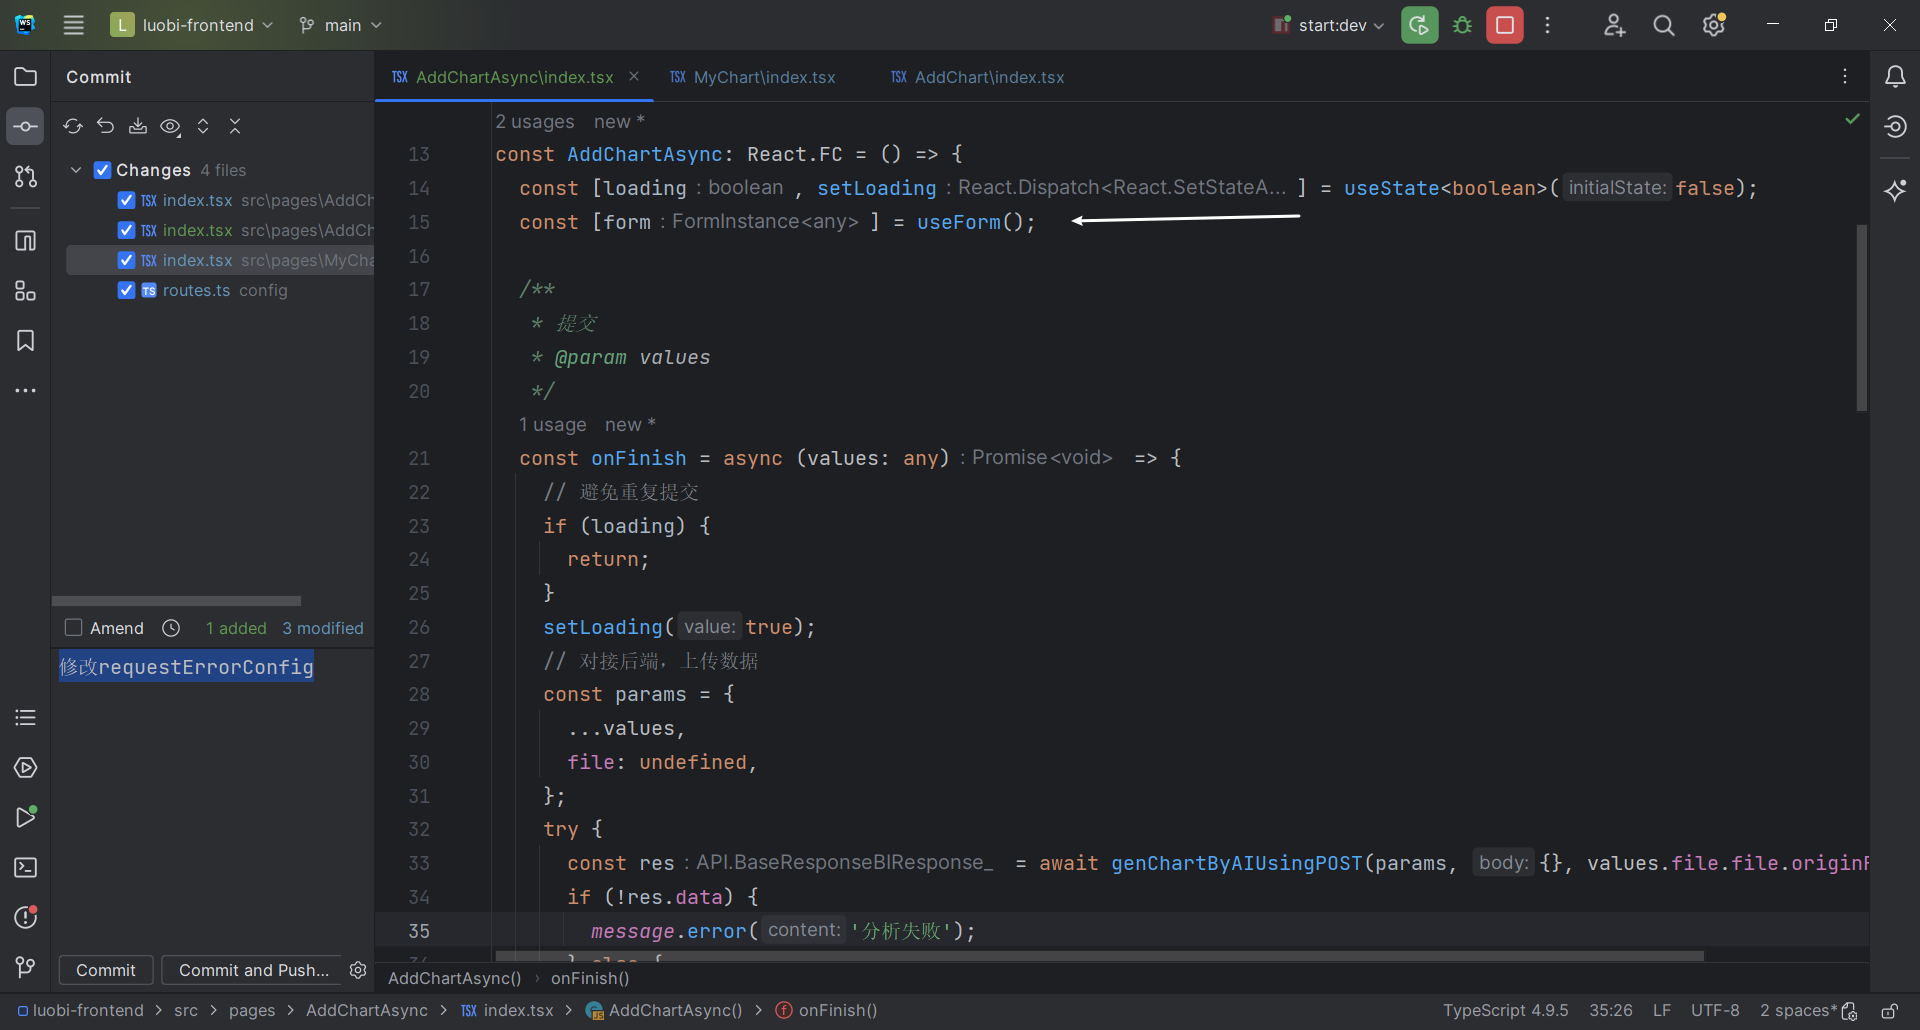 L luobi-frontend main start:dev
Commit
AddChartAsync\index.tsx MyChart\index.tsx AddChart\index.tsx
Changes 4 files
index.tsx src\pages\AddCh
index.tsx src\pages\AddCh
index.tsx src\pages\MyCha
routes.ts config
Amend 1 added 3 modified
修改requestErrorConfig
Commit Commit and Push...
2 usages new *
13 const AddChartAsync: React.FC = () => {
14 const [loading : boolean , setLoading : React.Dispatch<React.SetStateA... ] = useState<boolean>( initialState: false);
15 const [form : FormInstance<any> ] = useForm();
16
17 /**
18 * 提交
19 * @param values
20 */
1 usage new *
21 const onFinish = async (values: any) : Promise<void> => {
22 // 避免重复提交
23 if (loading) {
24 return;
25 }
26 setLoading( value: true);
27 // 对接后端，上传数据
28 const params = {
29 ...values,
30 file: undefined,
31 };
32 try {
33 const res : API.BaseResponseBIResponse_ = await genChartByAIUsingPOST(params, body: {}, values.file.file.originF
34 if (!res.data) {
35 message.error( content: '分析失败');
36 } else {
AddChartAsync() › onFinish()
luobi-frontend > src > pages > AddChartAsync > TSX index.tsx > AddChartAsync() > onFinish() TypeScript 4.9.5 35:26 LF UTF-8 2 spaces*